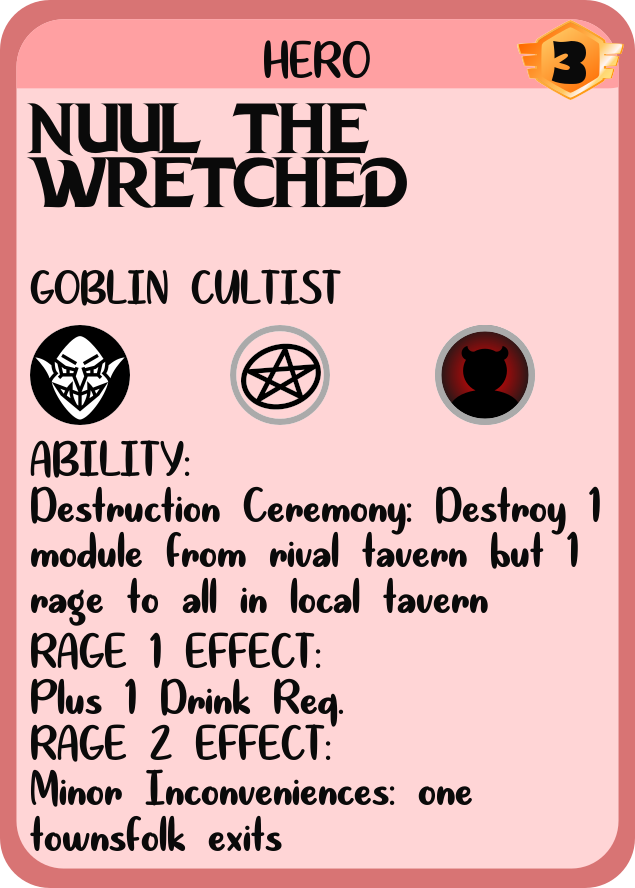 HERO
3
NUUL THE
WRETCHED
GOBLIN CULTIST
ABILITY:
Destruction Ceremony: Destroy 1
module from rival tavern but 1
rage to all in local tavern
RAGE 1 EFFECT:
Plus 1 Drink Req.
RAGE 2 EFFECT:
Minor Inconveniences: one
townsfolk exits